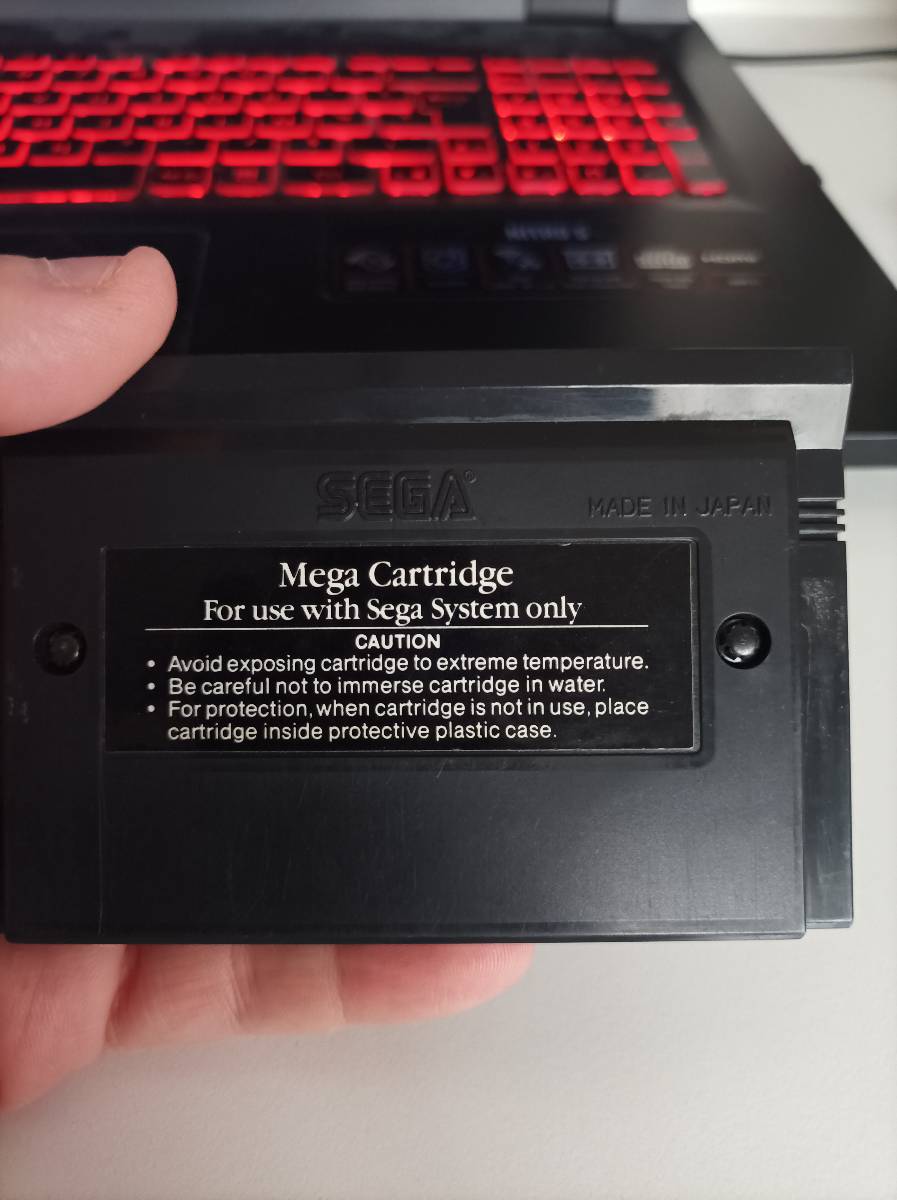 NITRO 5
SEGA®
MADE IN JAPAN
Mega Cartridge
For use with Sega System only
CAUTION
• Avoid exposing cartridge to extreme temperature.
• Be careful not to immerse cartridge in water.
• For protection, when cartridge is not in use, place
cartridge inside protective plastic case.